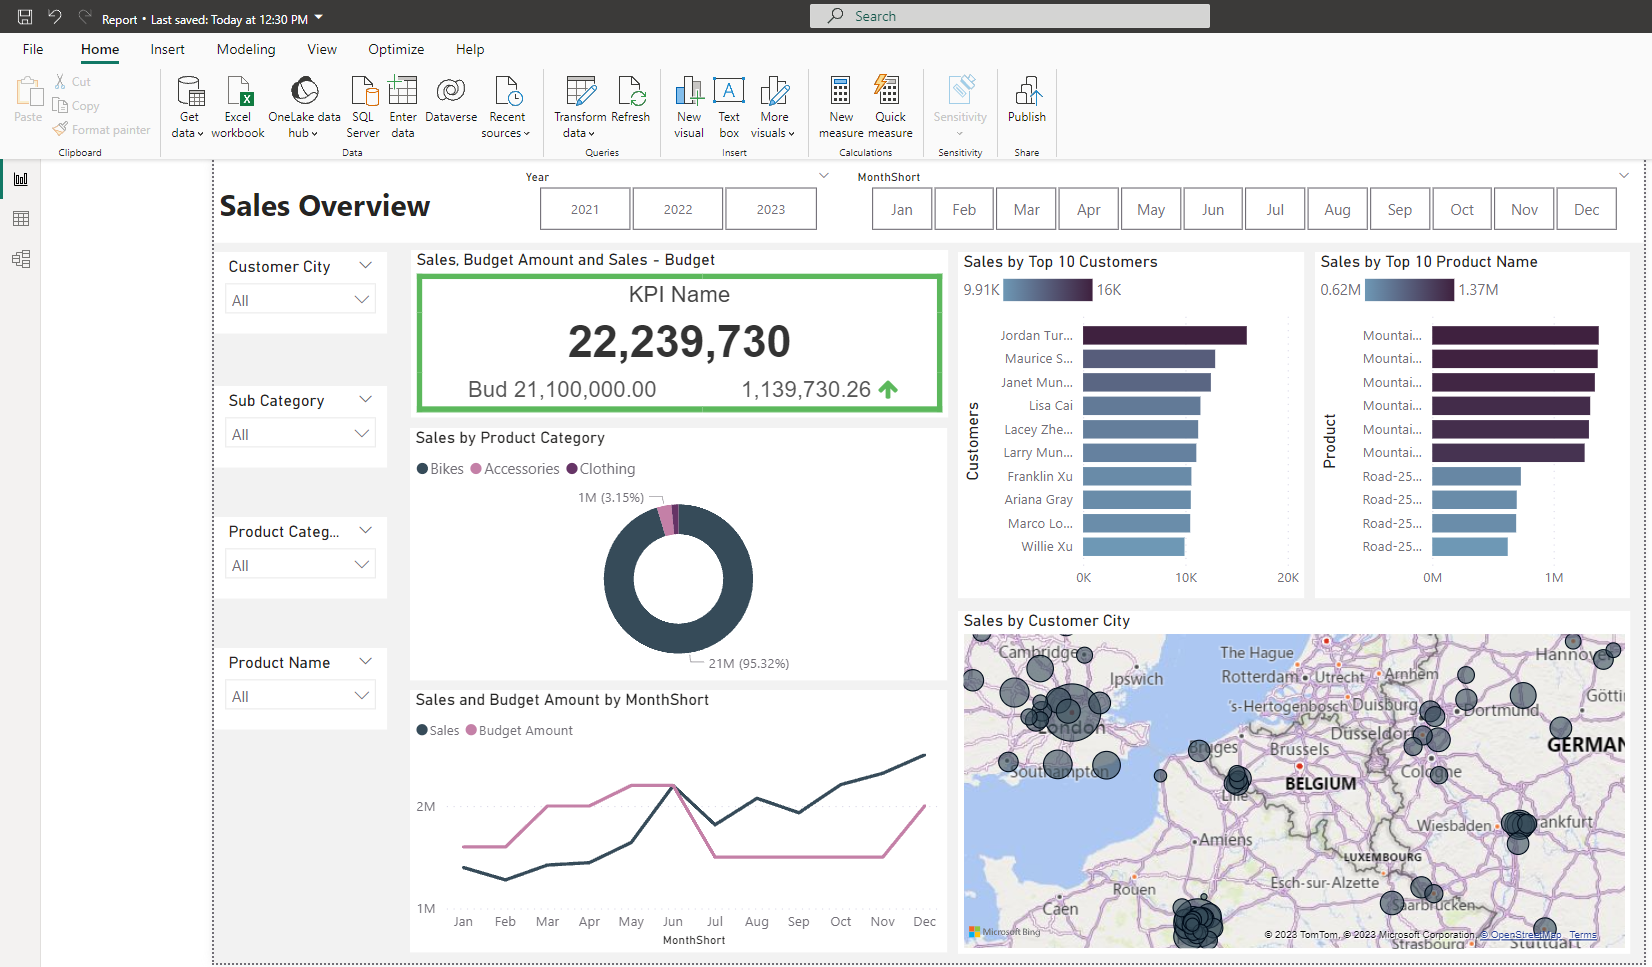 Report • Last saved: Today at 12:30 PM
Search
File Home Insert Modeling View Optimize Help
Paste
Cut
Copy
Format painter
Clipboard
Get data
Excel workbook
OneLake data hub
SQL Server
Enter data
Dataverse
Recent sources
Data
Transform data
Refresh
Queries
New visual
Text box
More visuals
Insert
New measure
Quick measure
Calculations
Sensitivity
Sensitivity
Publish
Share
Sales Overview
Year
2021 2022 2023
MonthShort
Jan Feb Mar Apr May Jun Jul Aug Sep Oct Nov Dec
Customer City
All
Sub Category
All
Product Categ...
All
Product Name
All
Sales, Budget Amount and Sales - Budget
KPI Name
22,239,730
Bud 21,100,000.00 1,139,730.26
Sales by Product Category
Bikes Accessories Clothing
1M (3.15%)
21M (95.32%)
Sales and Budget Amount by MonthShort
Sales Budget Amount
2M
1M
Jan Feb Mar Apr May Jun Jul Aug Sep Oct Nov Dec
MonthShort
Sales by Top 10 Customers
9.91K 16K
Customers
Jordan Tur...
Maurice S...
Janet Mun...
Lisa Cai
Lacey Zhe...
Larry Mun...
Franklin Xu
Ariana Gray
Marco Lo...
Willie Xu
0K 10K 20K
Sales by Top 10 Product Name
0.62M 1.37M
Product
Mountai...
Mountai...
Mountai...
Mountai...
Mountai...
Mountai...
Road-25...
Road-25...
Road-25...
Road-25...
0M 1M
Sales by Customer City
Cambridge
The Hague
Hannover
Ipswich
Rotterdam
Utrecht
Arnhem
Götti
's-Hertogenbosch
Duisburg
Dortmund
London
Düsseldorf
Bruges
Brussels
GERMAN
Southampton
BELGIUM
Cologne
Lille
Wiesbaden
Frankfurt
Amiens
LUXEMBOURG
Rouen
Esch-sur-Alzette
Caen
Saarbrücken
Microsoft Bing
© 2023 TomTom, © 2023 Microsoft Corporation, © OpenStreetMap Terms
Strasbourg
Stuttgart